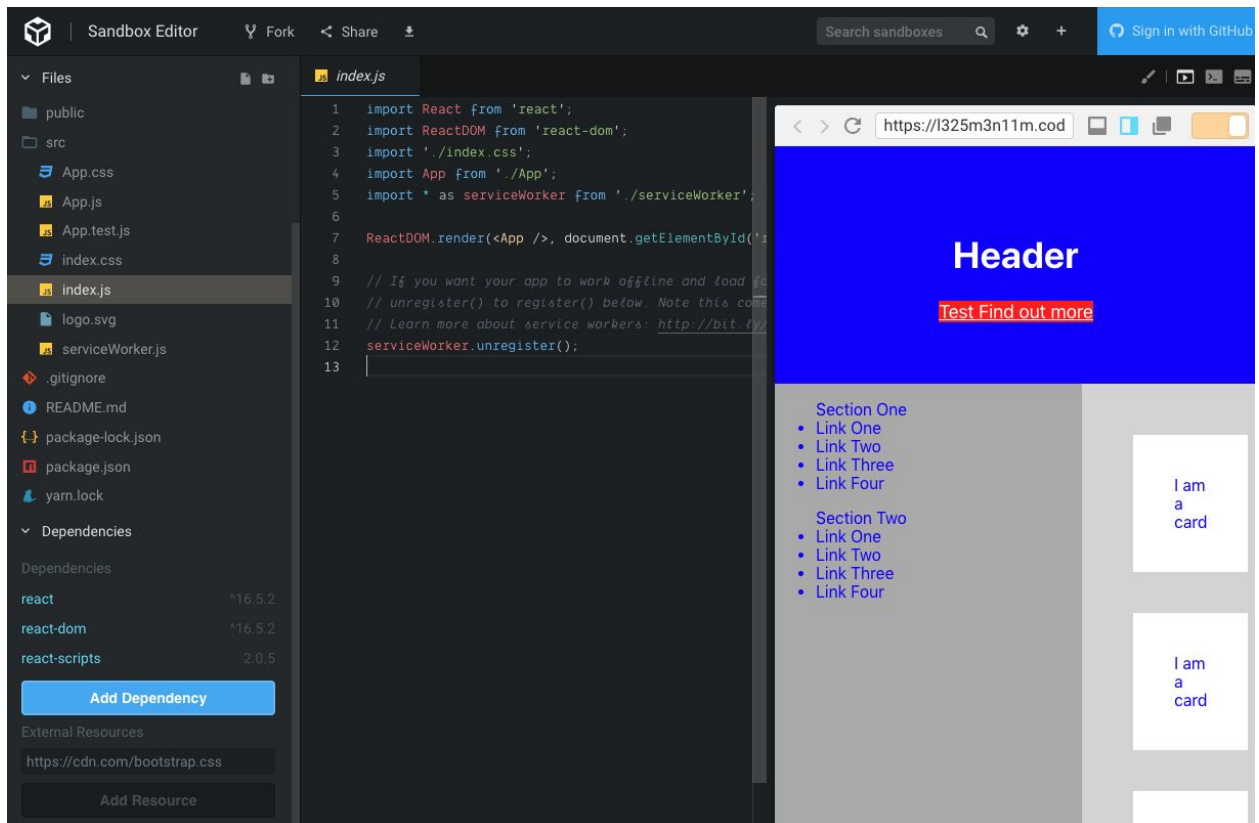 Sandbox Editor
Fork
Share
Search sandboxes
Sign in with GitHub
Files
public
src
App.css
App.js
App.test.js
index.css
index.js
logo.svg
serviceWorker.js
.gitignore
README.md
package-lock.json
package.json
yarn.lock
Dependencies
Dependencies
react ^16.5.2
react-dom ^16.5.2
react-scripts 2.0.5
Add Dependency
External Resources
https://cdn.com/bootstrap.css
Add Resource
index.js
1 import React from 'react';
2 import ReactDOM from 'react-dom';
3 import './index.css';
4 import App from './App';
5 import * as serviceWorker from './serviceWorker';
6
7 ReactDOM.render(<App />, document.getElementById('r
8
9 // If you want your app to work offline and load fa
10 // unregister() to register() below. Note this come
11 // Learn more about service workers: http://bit.ly/
12 serviceWorker.unregister();
13
https://l325m3n11m.cod
Header
Test Find out more
Section One
Link One
Link Two
Link Three
Link Four
Section Two
Link One
Link Two
Link Three
Link Four
I am
a
card
I am
a
card